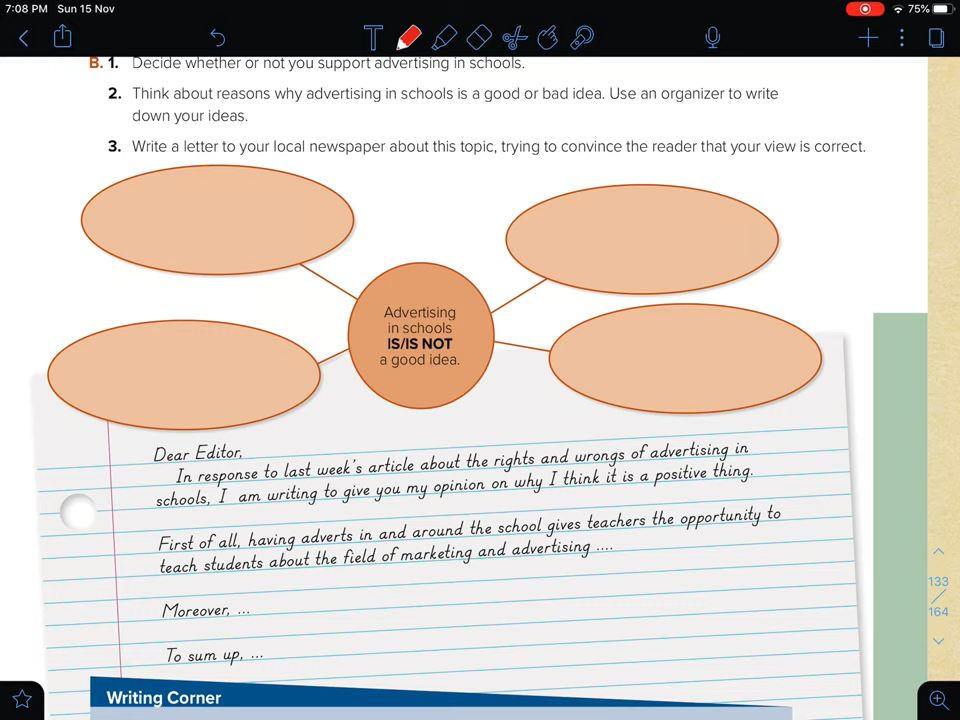 7:08 PM Sun 15 Nov
75%
B. 1. Decide whether or not you support advertising in schools.
2. Think about reasons why advertising in schools is a good or bad idea. Use an organizer to write
down your ideas.
3. Write a letter to your local newspaper about this topic, trying to convince the reader that your view is correct.
Advertising
in schools
IS/IS NOT
a good idea.
Dear Editor,
In response to last week's article about the rights and wrongs of advertising in
schools, I am writing to give you my opinion on why I think it is a positive thing.
First of all, having adverts in and around the school gives teachers the opportunity to
teach students about the field of marketing and advertising ....
Moreover, ...
To sum up, ...
133
164
Writing Corner